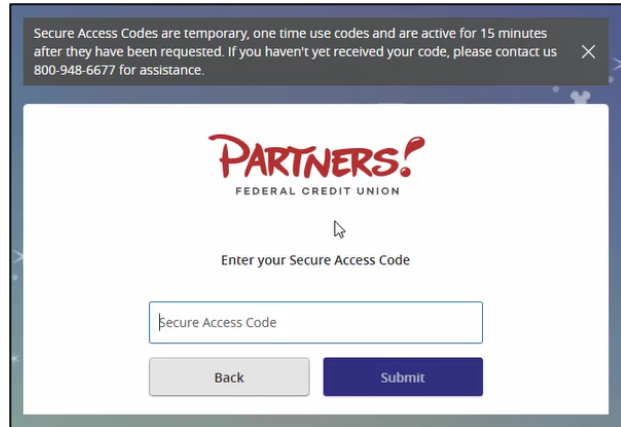 Secure Access Codes are temporary, one time use codes and are active for 15 minutes
after they have been requested. If you haven't yet received your code, please contact us
800-948-6677 for assistance.
PARTNERS!
FEDERAL CREDIT UNION
Enter your Secure Access Code
Secure Access Code
Back
Submit